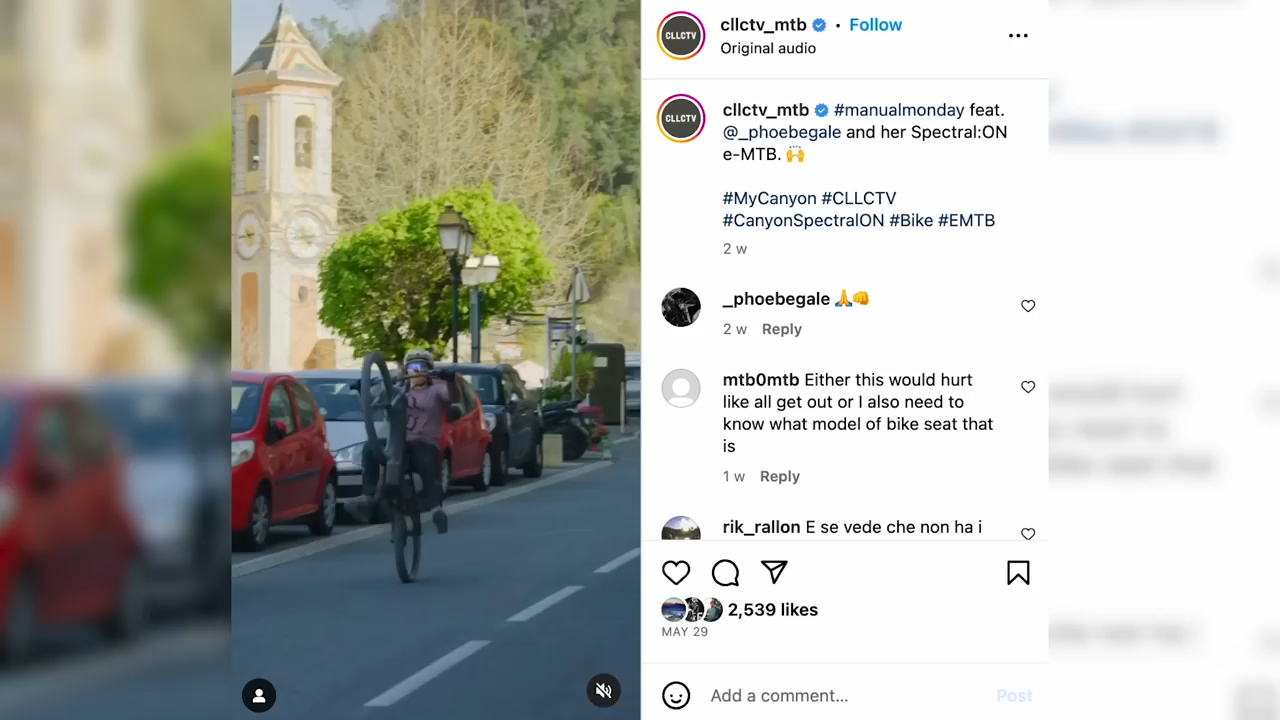 CLLCTV
cllctv_mtb • Follow
Original audio
CLLCTV
cllctv_mtb #manualmonday feat.
@_phoebegale and her Spectral:ON
e-MTB. 🙌
#MyCanyon #CLLCTV
#CanyonSpectralON #Bike #EMTB
2 w
_phoebegale 🙏👊
2 w Reply
mtb0mtb Either this would hurt
like all get out or I also need to
know what model of bike seat that
is
1 w Reply
rik_rallon E se vede che non ha i
2,539 likes
MAY 29
Add a comment... Post